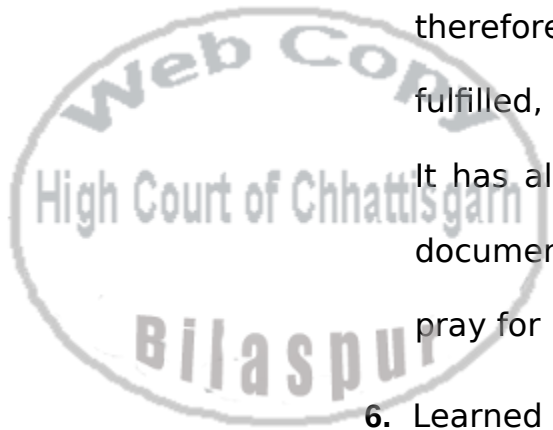 Web Copy
therefore
fulfilled,
It has al
High Court of Chhattisgarh
documen
pray for
Bilaspur
6. Learned